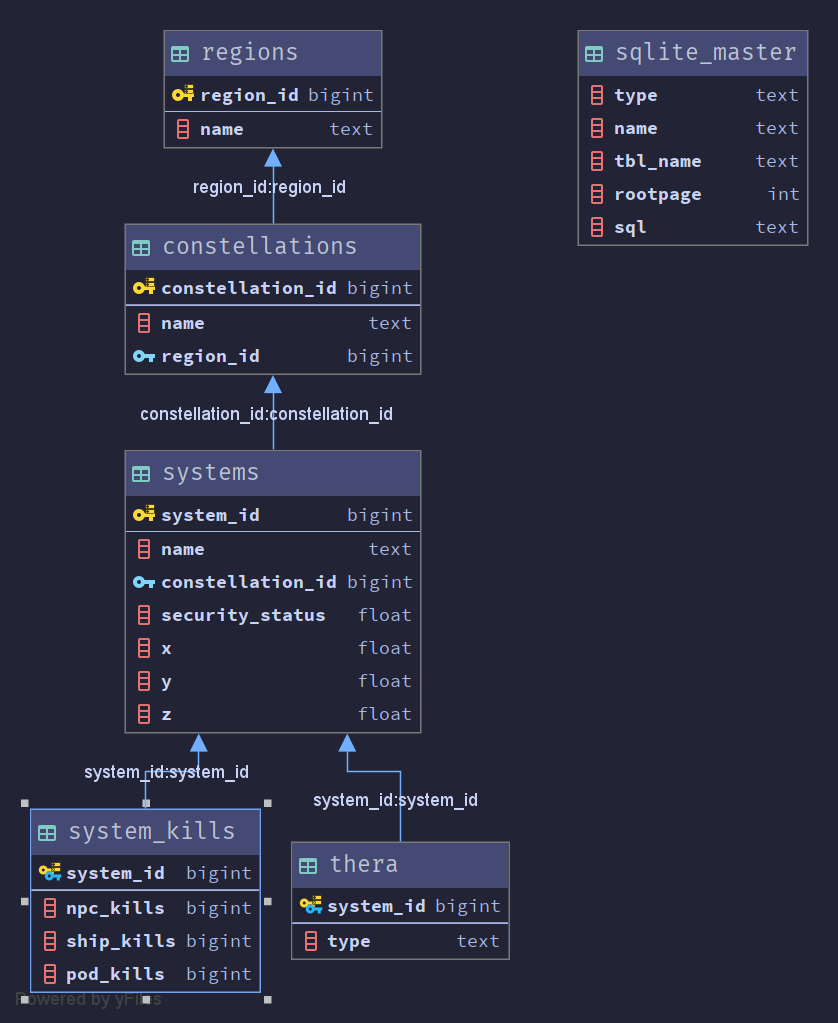 regions
region_id bigint
name text
region_id:region_id
constellations
constellation_id bigint
name text
region_id bigint
constellation_id:constellation_id
systems
system_id bigint
name text
constellation_id bigint
security_status float
x float
y float
z float
system_id:system_id
system_kills
system_id bigint
npc_kills bigint
ship_kills bigint
pod_kills bigint
system_id:system_id
thera
system_id bigint
type text
sqlite_master
type text
name text
tbl_name text
rootpage int
sql text
Powered by yFiles